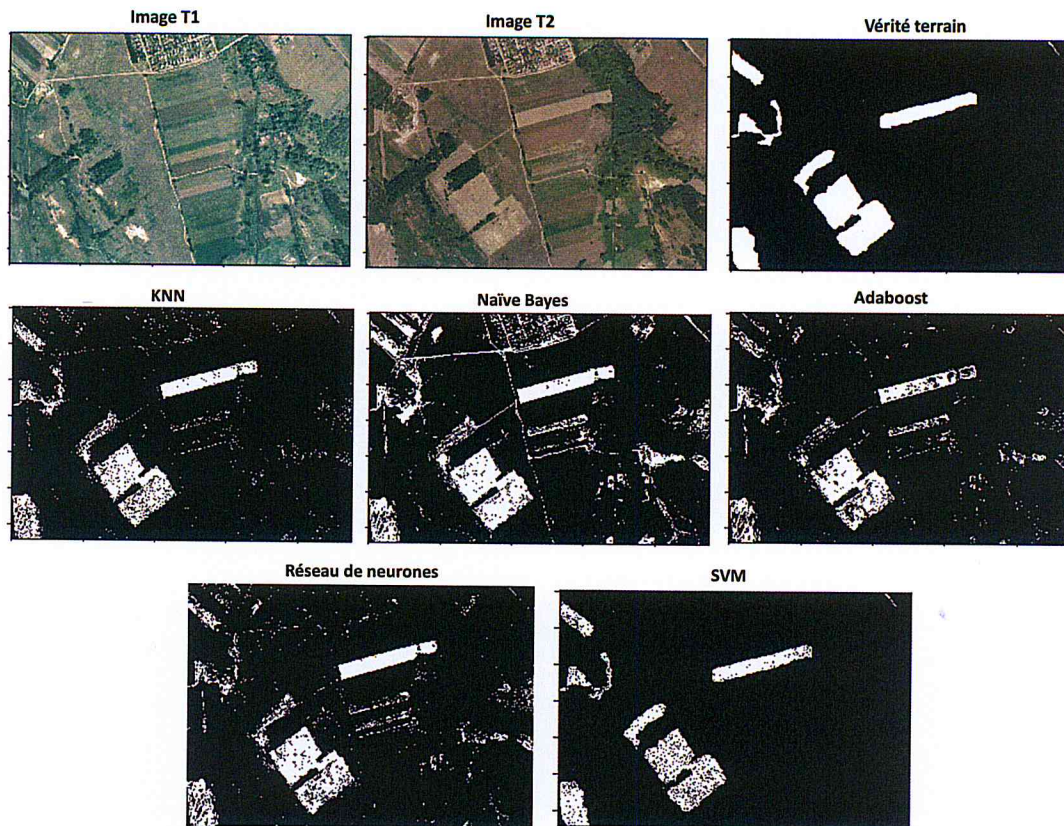 Image T1
Image T2
Vérité terrain
KNN
Naïve Bayes
Adaboost
Réseau de neurones
SVM